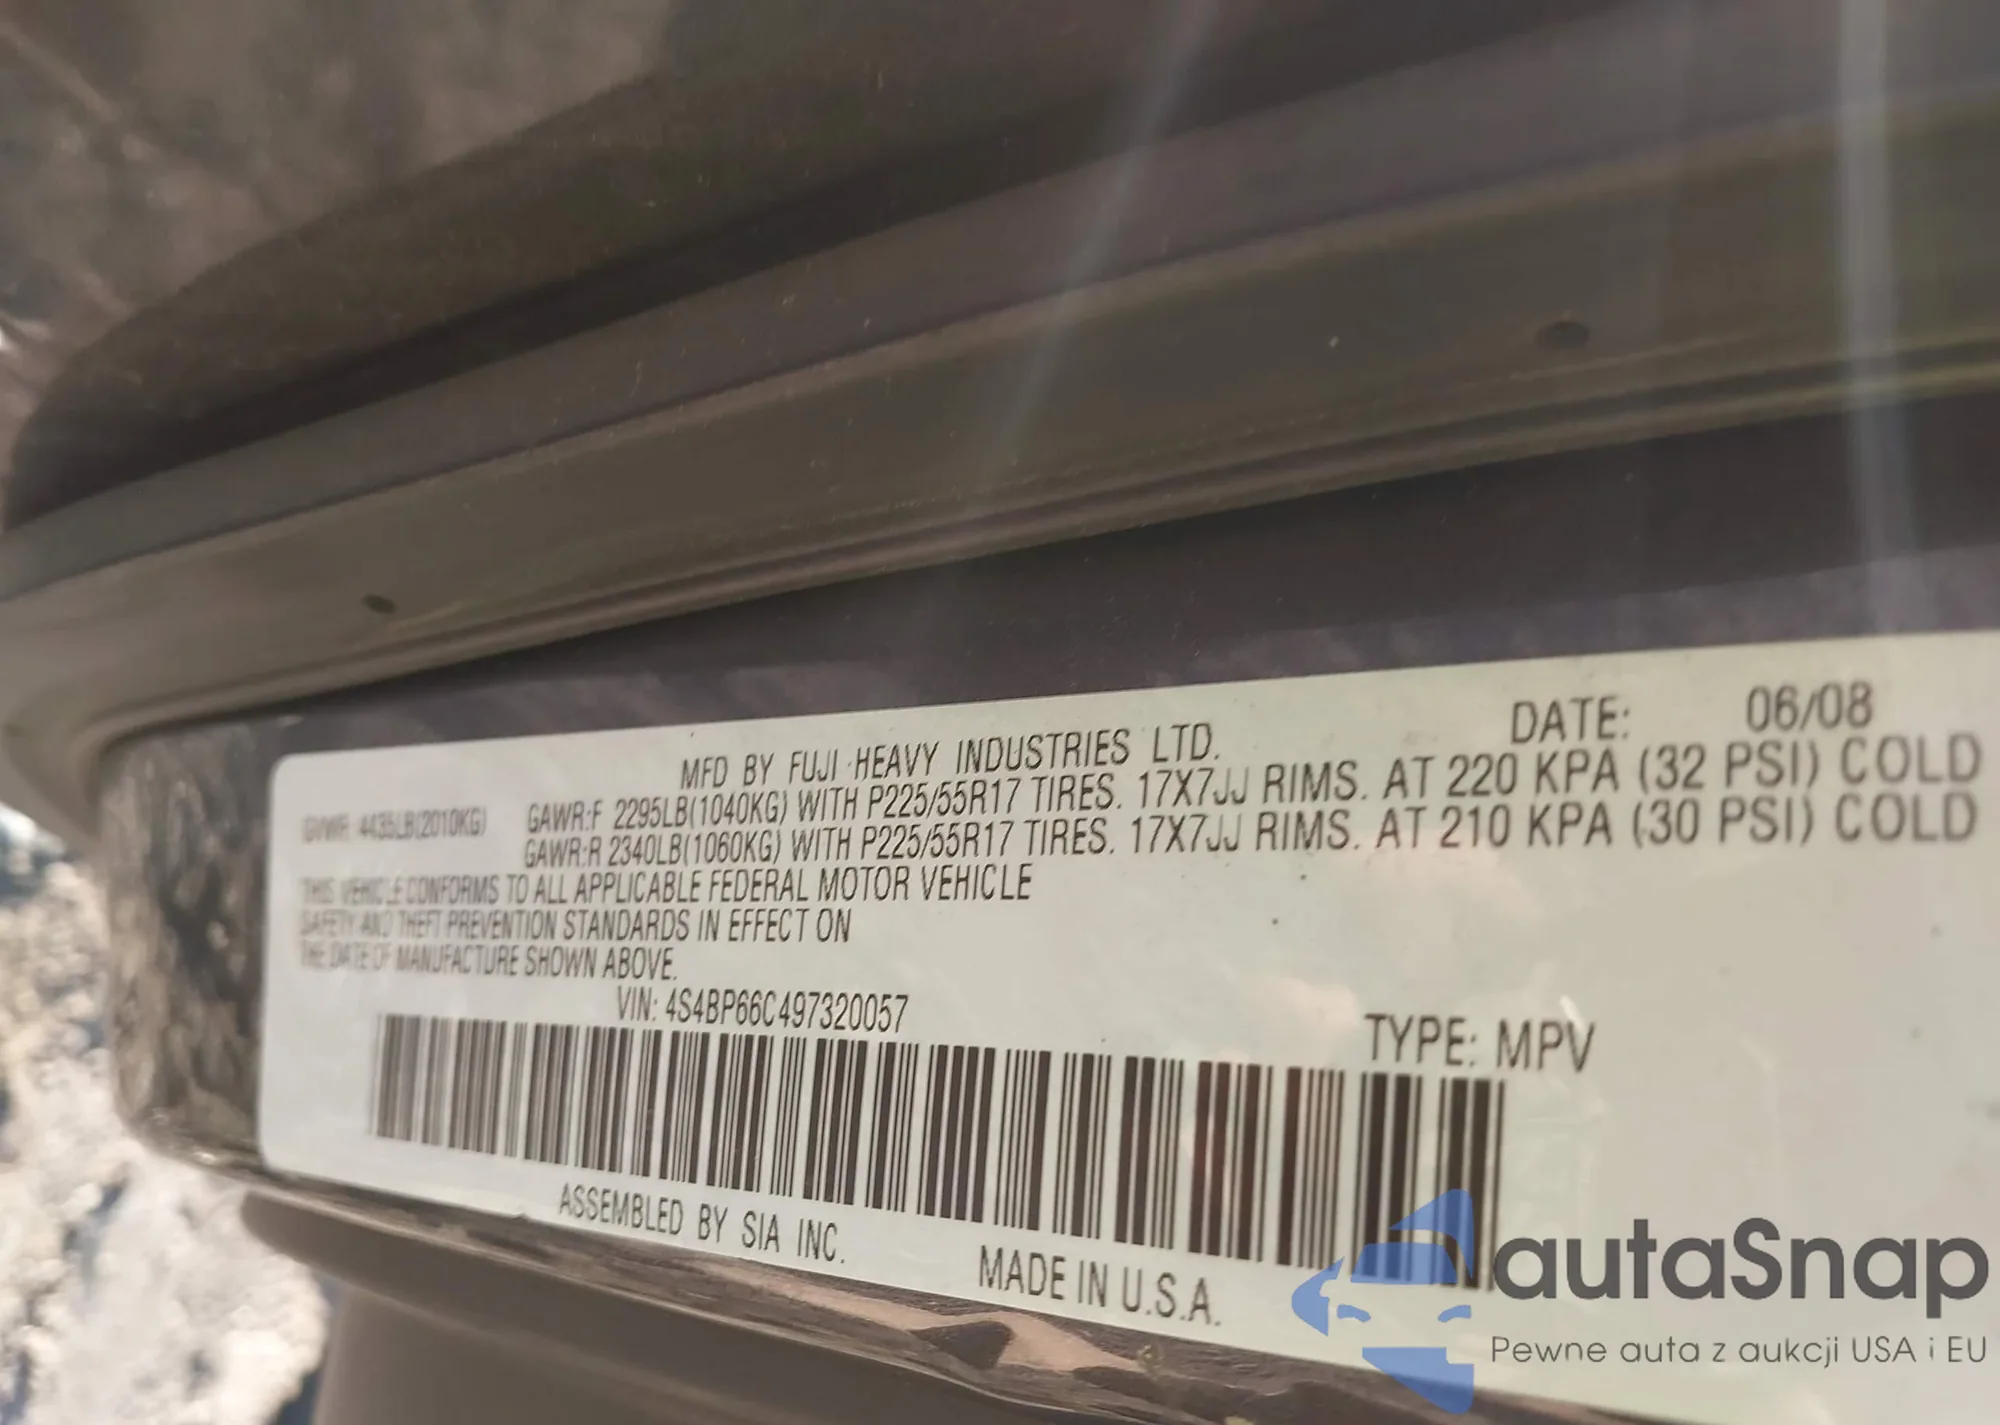 MFD BY FUJI HEAVY INDUSTRIES LTD. DATE: 06/08
GVWR: 4435LB(2010KG) GAWR:F 2295LB(1040KG) WITH P225/55R17 TIRES. 17X7JJ RIMS. AT 220 KPA (32 PSI) COLD
GAWR:R 2340LB(1060KG) WITH P225/55R17 TIRES. 17X7JJ RIMS. AT 210 KPA (30 PSI) COLD
THIS VEHICLE CONFORMS TO ALL APPLICABLE FEDERAL MOTOR VEHICLE
SAFETY AND THEFT PREVENTION STANDARDS IN EFFECT ON
THE DATE OF MANUFACTURE SHOWN ABOVE.
VIN: 4S4BP66C497320057 TYPE: MPV
ASSEMBLED BY SIA INC. MADE IN U.S.A.
autaSnap
Pewne auta z aukcji USA i EU